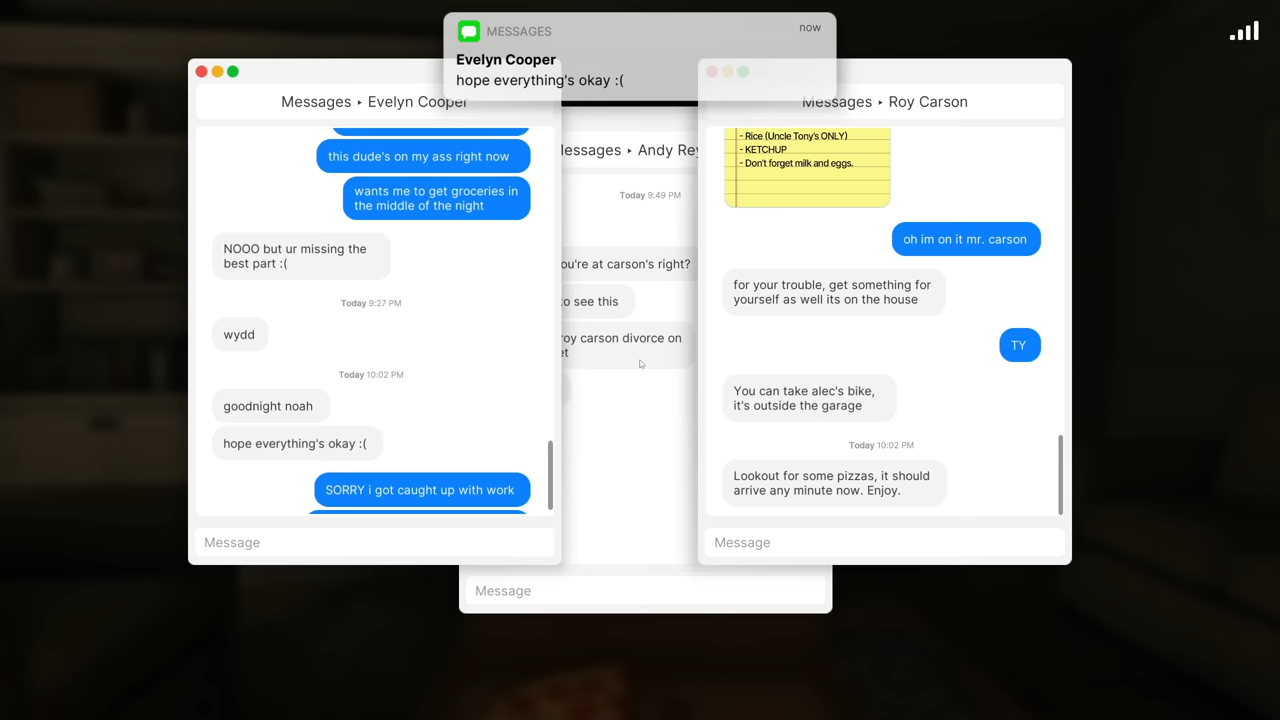 MESSAGES
now
Evelyn Cooper
hope everything's okay :(
Messages ▸ Evelyn Cooper
this dude's on my ass right now
wants me to get groceries in
the middle of the night
NOOO but ur missing the
best part :(
Today 9:27 PM
wydd
Today 10:02 PM
goodnight noah
hope everything's okay :(
SORRY i got caught up with work
Message
Messages ▸ Andy
Today 9:49 PM
you're at carson's right?
to see this
roy carson divorce on
Message
Messages ▸ Roy Carson
- Rice (Uncle Tony's ONLY)
- KETCHUP
- Don't forget milk and eggs.
oh im on it mr. carson
for your trouble, get something for
yourself as well its on the house
TY
You can take alec's bike,
it's outside the garage
Today 10:02 PM
Lookout for some pizzas, it should
arrive any minute now. Enjoy.
Message